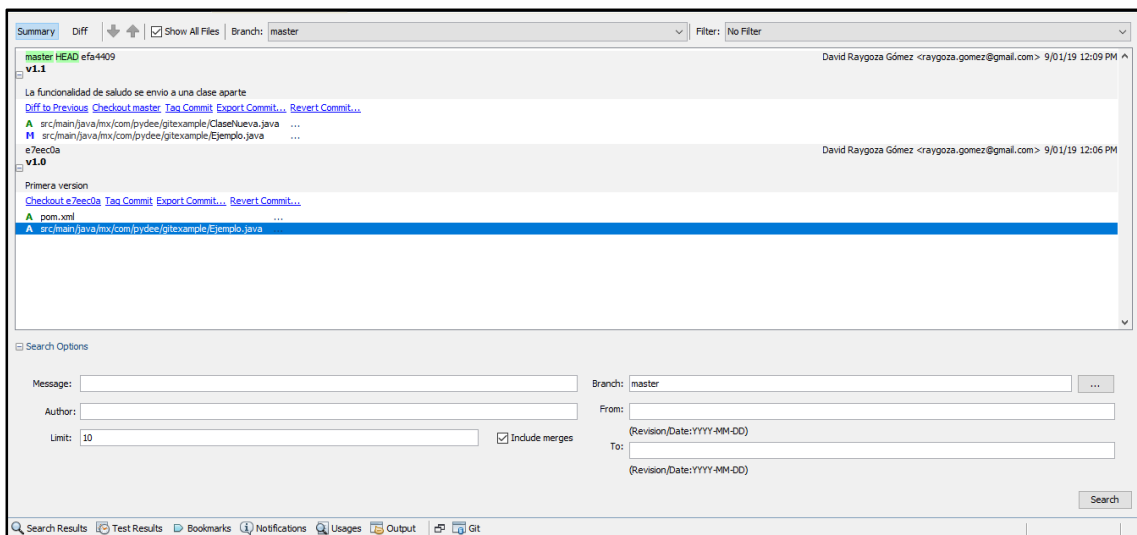 Summary Diff Show All Files Branch: master Filter: No Filter
master HEAD efa4409 David Raygoza Gómez <raygoza.gomez@gmail.com> 9/01/19 12:09 PM
v1.1
La funcionalidad de saludo se envio a una clase aparte
Diff to Previous Checkout master Tag Commit Export Commit... Revert Commit...
A src/main/java/mx/com/pydee/gitexample/ClaseNueva.java ...
M src/main/java/mx/com/pydee/gitexample/Ejemplo.java ...
e7eec0a David Raygoza Gómez <raygoza.gomez@gmail.com> 9/01/19 12:06 PM
v1.0
Primera version
Checkout e7eec0a Tag Commit Export Commit... Revert Commit...
A pom.xml ...
A src/main/java/mx/com/pydee/gitexample/Ejemplo.java ...
Search Options
Message: Branch: master ...
Author: From:
(Revision/Date:YYYY-MM-DD)
Limit: 10 Include merges
To:
(Revision/Date:YYYY-MM-DD)
Search
Search Results Test Results Bookmarks Notifications Usages Output Git